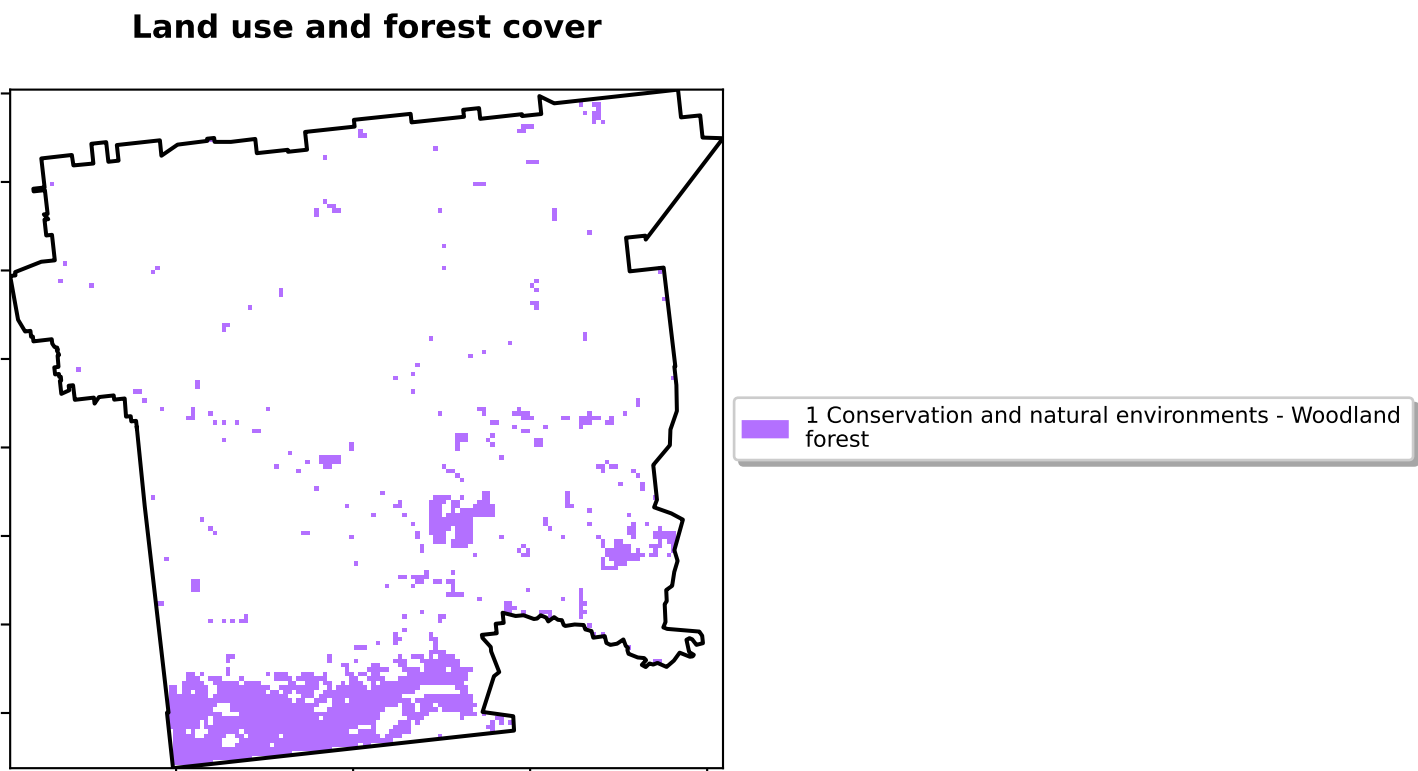 Land use and forest cover
1 Conservation and natural environments - Woodland
forest